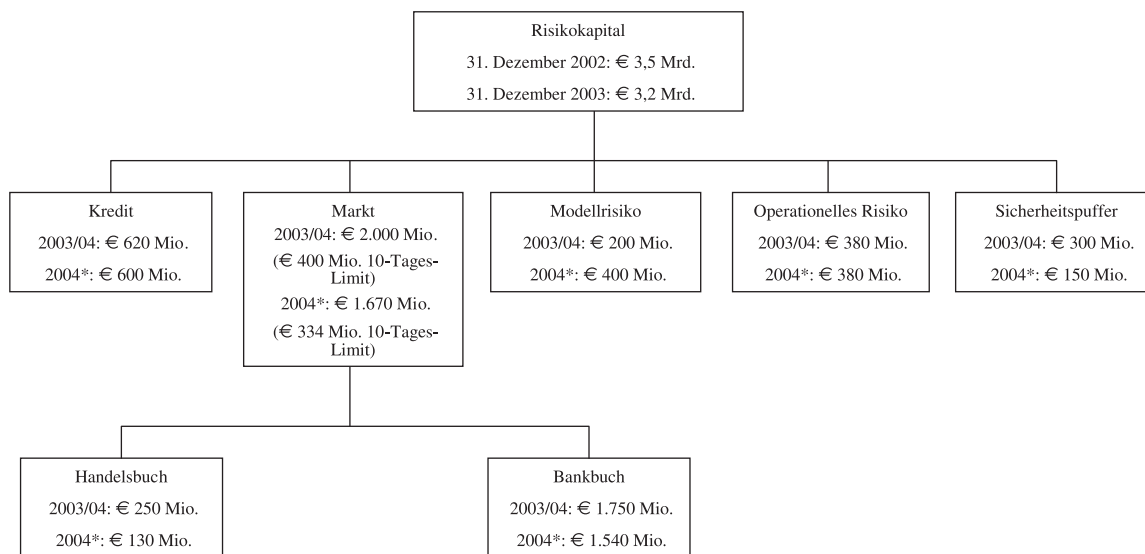 Risikokapital
31. Dezember 2002: € 3,5 Mrd.
31. Dezember 2003: € 3,2 Mrd.
Kredit
2003/04: € 620 Mio.
2004*: € 600 Mio.
Markt
2003/04: € 2.000 Mio.
(€ 400 Mio. 10-Tages-
Limit)
2004*: € 1.670 Mio.
(€ 334 Mio. 10-Tages-
Limit)
Modellrisiko
2003/04: € 200 Mio.
2004*: € 400 Mio.
Operationelles Risiko
2003/04: € 380 Mio.
2004*: € 380 Mio.
Sicherheitspuffer
2003/04: € 300 Mio.
2004*: € 150 Mio.
Handelsbuch
2003/04: € 250 Mio.
2004*: € 130 Mio.
Bankbuch
2003/04: € 1.750 Mio.
2004*: € 1.540 Mio.